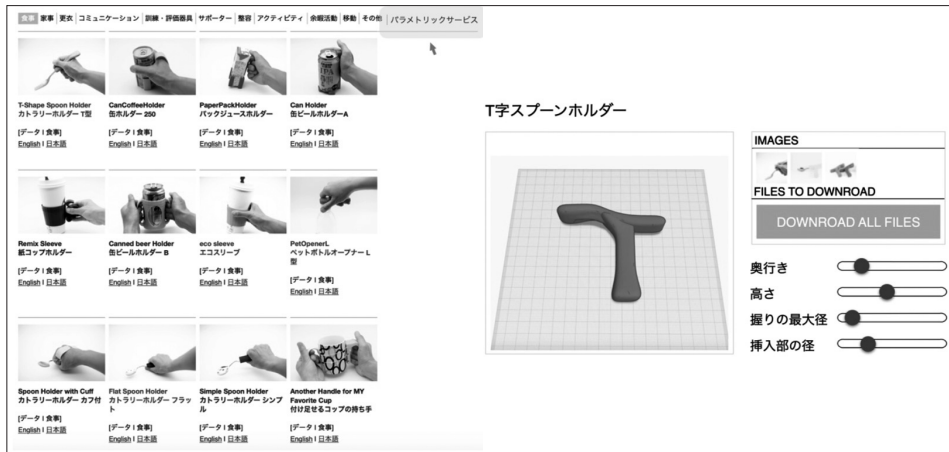 食事 家事 更衣 コミュニケーション 訓練・評価器具 サポーター 整容 アクティビティ 余暇活動 移動 その他 パラメトリックサービス
T-Shape Spoon Holder
カトラリーホルダー T型
[データ | 食事]
English | 日本語
CanCoffeeHolder
缶ホルダー 250
[データ | 食事]
English | 日本語
PaperPackHolder
パックジュースホルダー
[データ | 食事]
English | 日本語
Can Holder
缶ビールホルダーA
[データ | 食事]
English | 日本語
Remix Sleeve
紙コップホルダー
[データ | 食事]
English | 日本語
Canned beer Holder
缶ビールホルダー B
[データ | 食事]
English | 日本語
eco sleeve
エコスリーブ
[データ | 食事]
English | 日本語
PetOpenerL
ペットボトルオープナー L
型
[データ | 食事]
English | 日本語
Spoon Holder with Cuff
カトラリーホルダー カフ付
[データ | 食事]
English | 日本語
Flat Spoon Holder
カトラリーホルダー フラッ
ト
[データ | 食事]
English | 日本語
Simple Spoon Holder
カトラリーホルダー シンプ
ル
[データ | 食事]
English | 日本語
Another Handle for MY
Favorite Cup
付け足せるコップの持ち手
[データ | 食事]
English | 日本語
T字スプーンホルダー
IMAGES
FILES TO DOWNROAD
DOWNROAD ALL FILES
奥行き
高さ
握りの最大径
挿入部の径